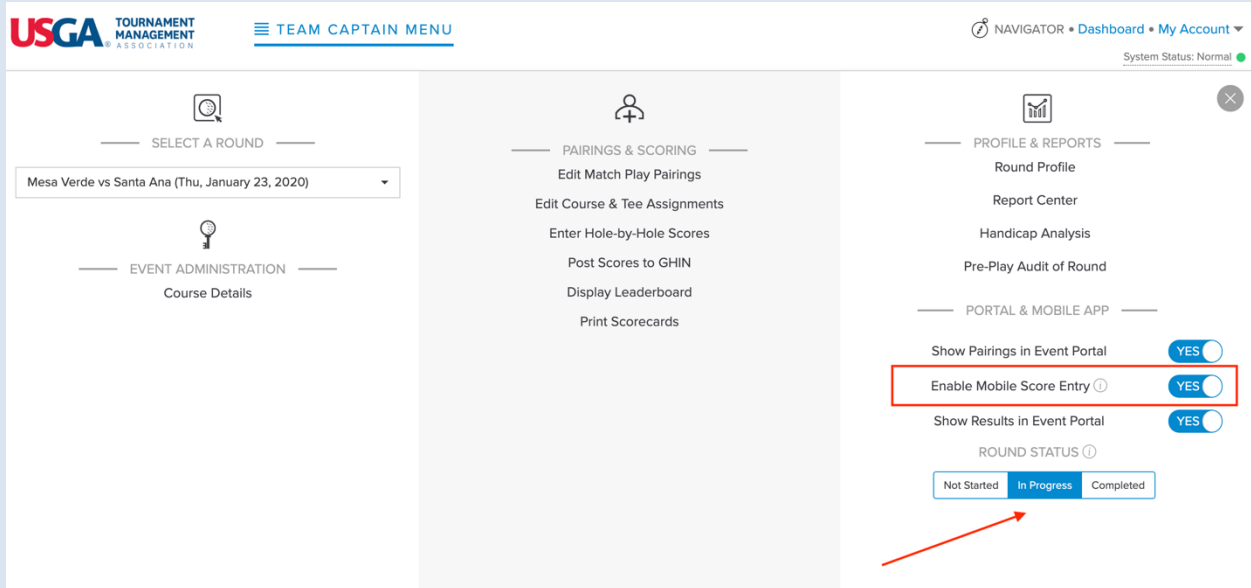 USGA® TOURNAMENT MANAGEMENT ASSOCIATION
TEAM CAPTAIN MENU
NAVIGATOR • Dashboard • My Account
System Status: Normal
SELECT A ROUND
Mesa Verde vs Santa Ana (Thu, January 23, 2020)
EVENT ADMINISTRATION
Course Details
PAIRINGS & SCORING
Edit Match Play Pairings
Edit Course & Tee Assignments
Enter Hole-by-Hole Scores
Post Scores to GHIN
Display Leaderboard
Print Scorecards
PROFILE & REPORTS
Round Profile
Report Center
Handicap Analysis
Pre-Play Audit of Round
PORTAL & MOBILE APP
Show Pairings in Event Portal YES
Enable Mobile Score Entry YES
Show Results in Event Portal YES
ROUND STATUS
Not Started In Progress Completed